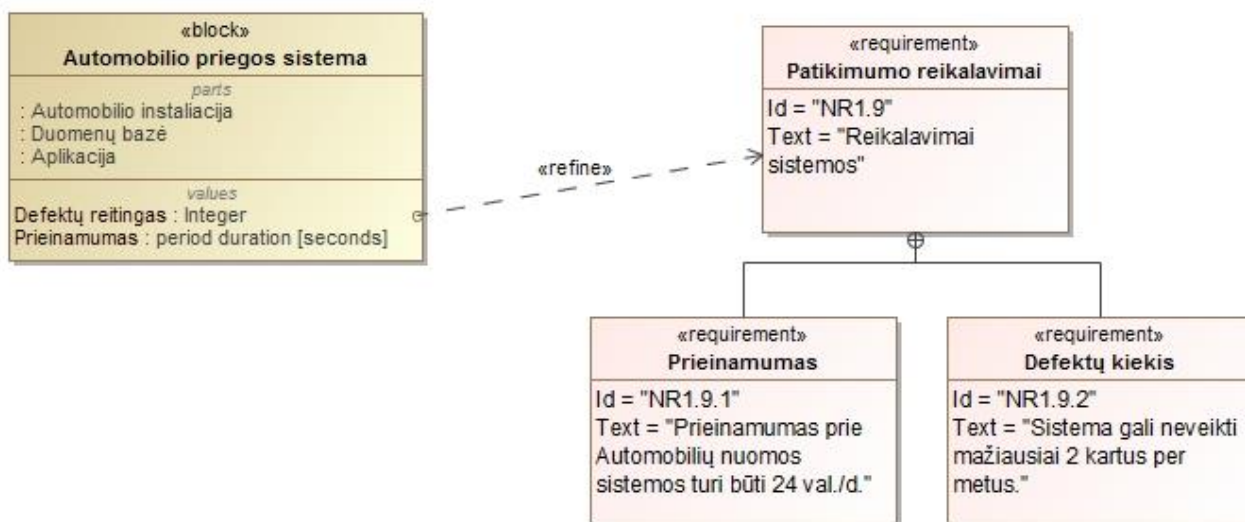 «block»
Automobilio priegos sistema
parts
: Automobilio instaliacija
: Duomenų bazė
: Aplikacija
values
Defektų reitingas : Integer
Prieinamumas : period duration [seconds]
«refine»
«requirement»
Patikimumo reikalavimai
Id = "NR1.9"
Text = "Reikalavimai
sistemos"
«requirement»
Prieinamumas
Id = "NR1.9.1"
Text = "Prieinamumas prie
Automobilių nuomos
sistemos turi būti 24 val./d."
«requirement»
Defektų kiekis
Id = "NR1.9.2"
Text = "Sistema gali neveikti
mažiausiai 2 kartus per
metus."